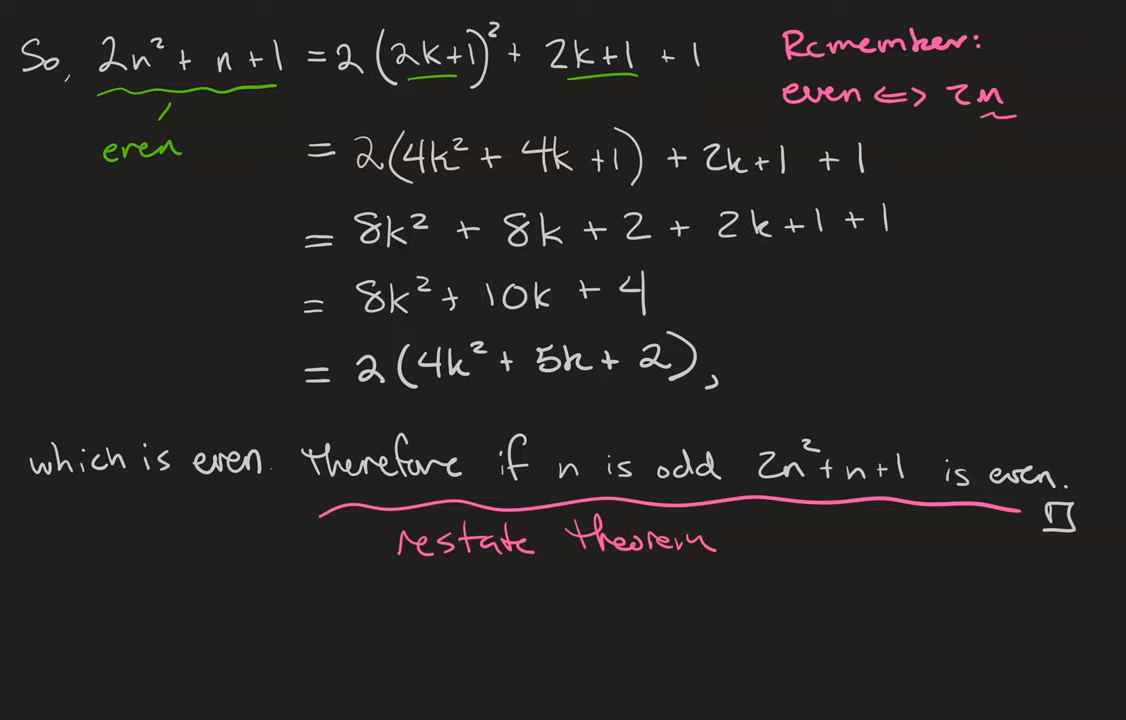 So, 2n² + n + 1 = 2(2k+1)² + 2k+1 + 1
Remember:
even ⟺ 2m
even
= 2(4k² + 4k + 1) + 2k+1 + 1
= 8k² + 8k + 2 + 2k + 1 + 1
= 8k² + 10k + 4
= 2(4k² + 5k + 2),
which is even. Therefore if n is odd 2n² + n + 1 is even. □
restate theorem